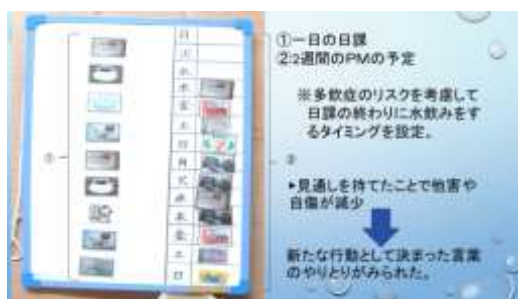 ①
日
火
水
木
金
土
日
月
火
水
木
金
土
日
①一日の日課
②:2週間のPMの予定
※多飲症のリスクを考慮して
日課の終わりに水飲みをす
るタイミングを設定。
②
▶見通しを持てたことで他害や
自傷が減少
新たな行動として決まった言葉
のやりとりがみられた。